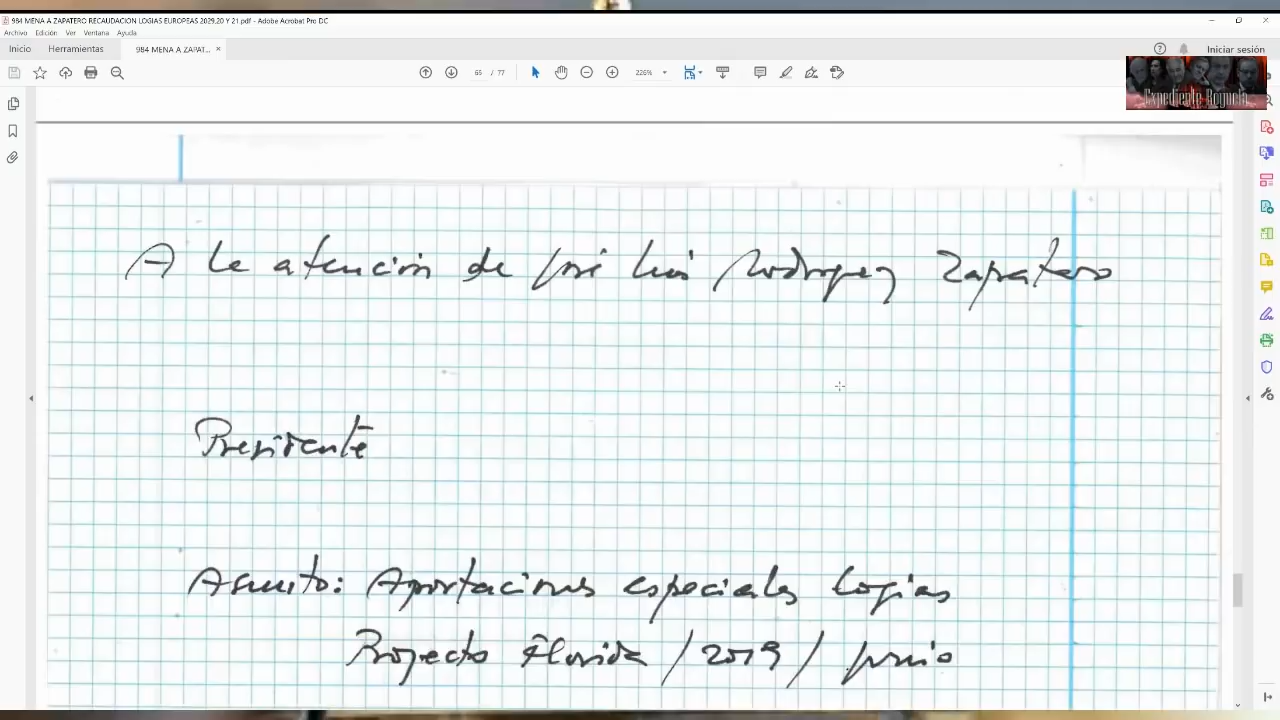 984 MENA A ZAPATERO RECAUDACION LOGIAS EUROPEAS 2029,20 Y 21.pdf - Adobe Acrobat Pro DC
Archivo Edición Ver Ventana Ayuda
Inicio Herramientas 984 MENA A ZAPAT... ×
Iniciar sesión
65 / 77 226%
Expediente Royuela
A la atención de José Luis Rodriguez Zapatero
Presidente
Asunto: Aportaciones especiales Logias
Proyecto Florida / 2019 / junio